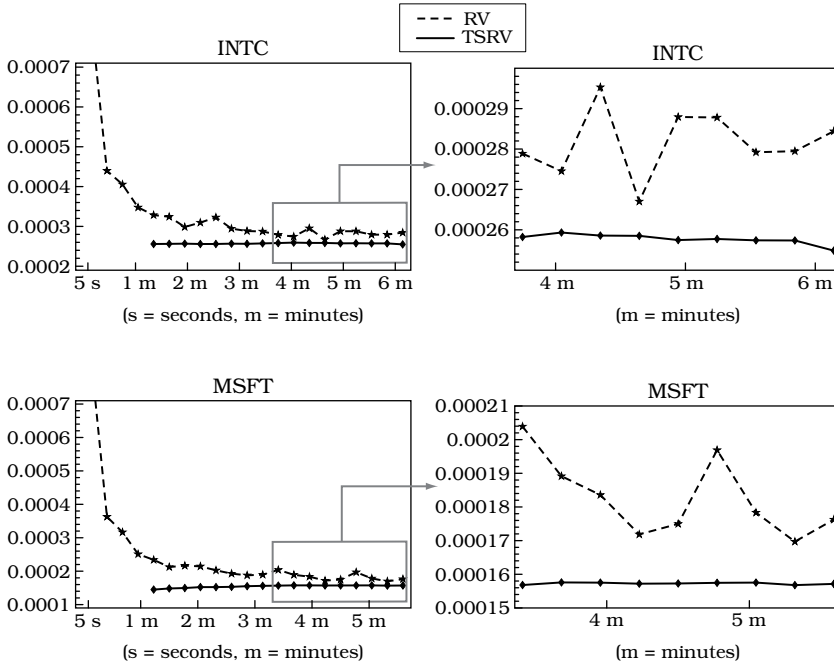 RV
TSRV
INTC
0.0007
0.0006
0.0005
0.0004
0.0003
0.0002
5 s 1 m 2 m 3 m 4 m 5 m 6 m
(s = seconds, m = minutes)
INTC
0.00029
0.00028
0.00027
0.00026
4 m 5 m 6 m
(m = minutes)
MSFT
0.0007
0.0006
0.0005
0.0004
0.0003
0.0002
0.0001
5 s 1 m 2 m 3 m 4 m 5 m
(s = seconds, m = minutes)
MSFT
0.00021
0.0002
0.00019
0.00018
0.00017
0.00016
0.00015
4 m 5 m
(m = minutes)